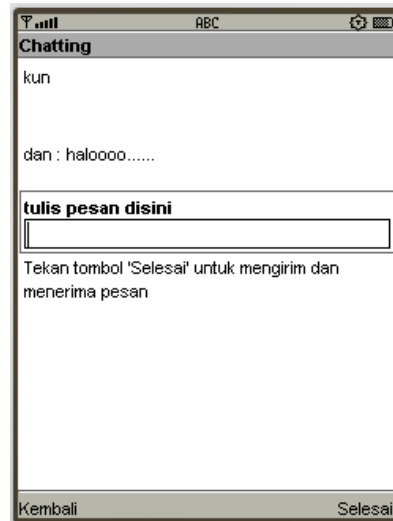 ABC
Chatting
kun
dan : haloooo......
tulis pesan disini
Tekan tombol 'Selesai' untuk mengirim dan
menerima pesan
Kembali Selesai